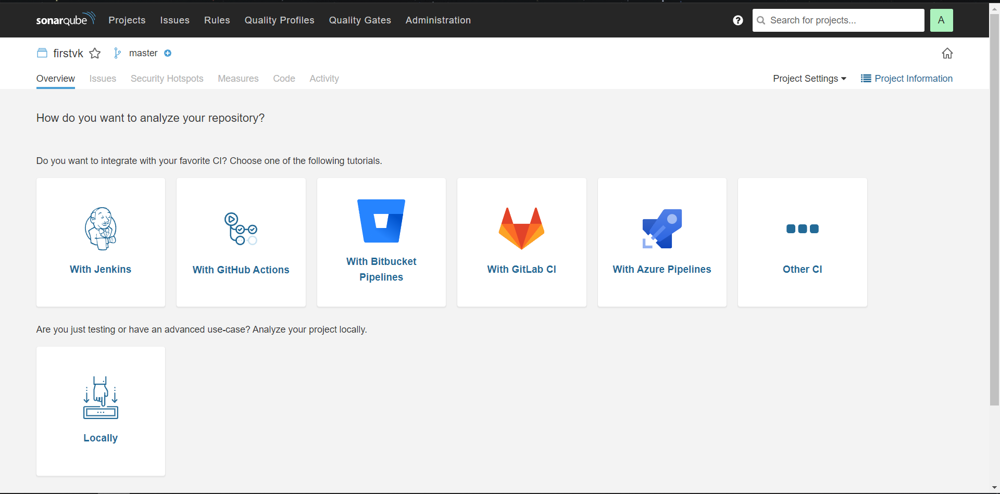 sonarqube Projects Issues Rules Quality Profiles Quality Gates Administration ? Search for projects... A
firstvk master
Overview Issues Security Hotspots Measures Code Activity Project Settings Project Information
How do you want to analyze your repository?
Do you want to integrate with your favorite CI? Choose one of the following tutorials.
With Jenkins
With GitHub Actions
With Bitbucket
Pipelines
With GitLab CI
With Azure Pipelines
Other CI
Are you just testing or have an advanced use-case? Analyze your project locally.
Locally